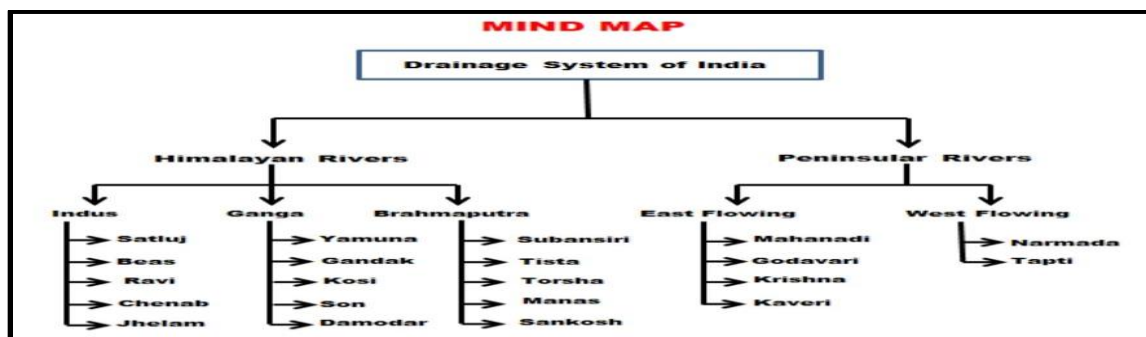 MIND MAP
Drainage System of India
Himalayan Rivers Peninsular Rivers
Indus Ganga Brahmaputra East Flowing West Flowing
Satluj Yamuna Subansiri Mahanadi Narmada
Beas Gandak Tista Godavari Tapti
Ravi Kosi Torsha Krishna
Chenab Son Manas Kaveri
Jhelam Damodar Sankosh